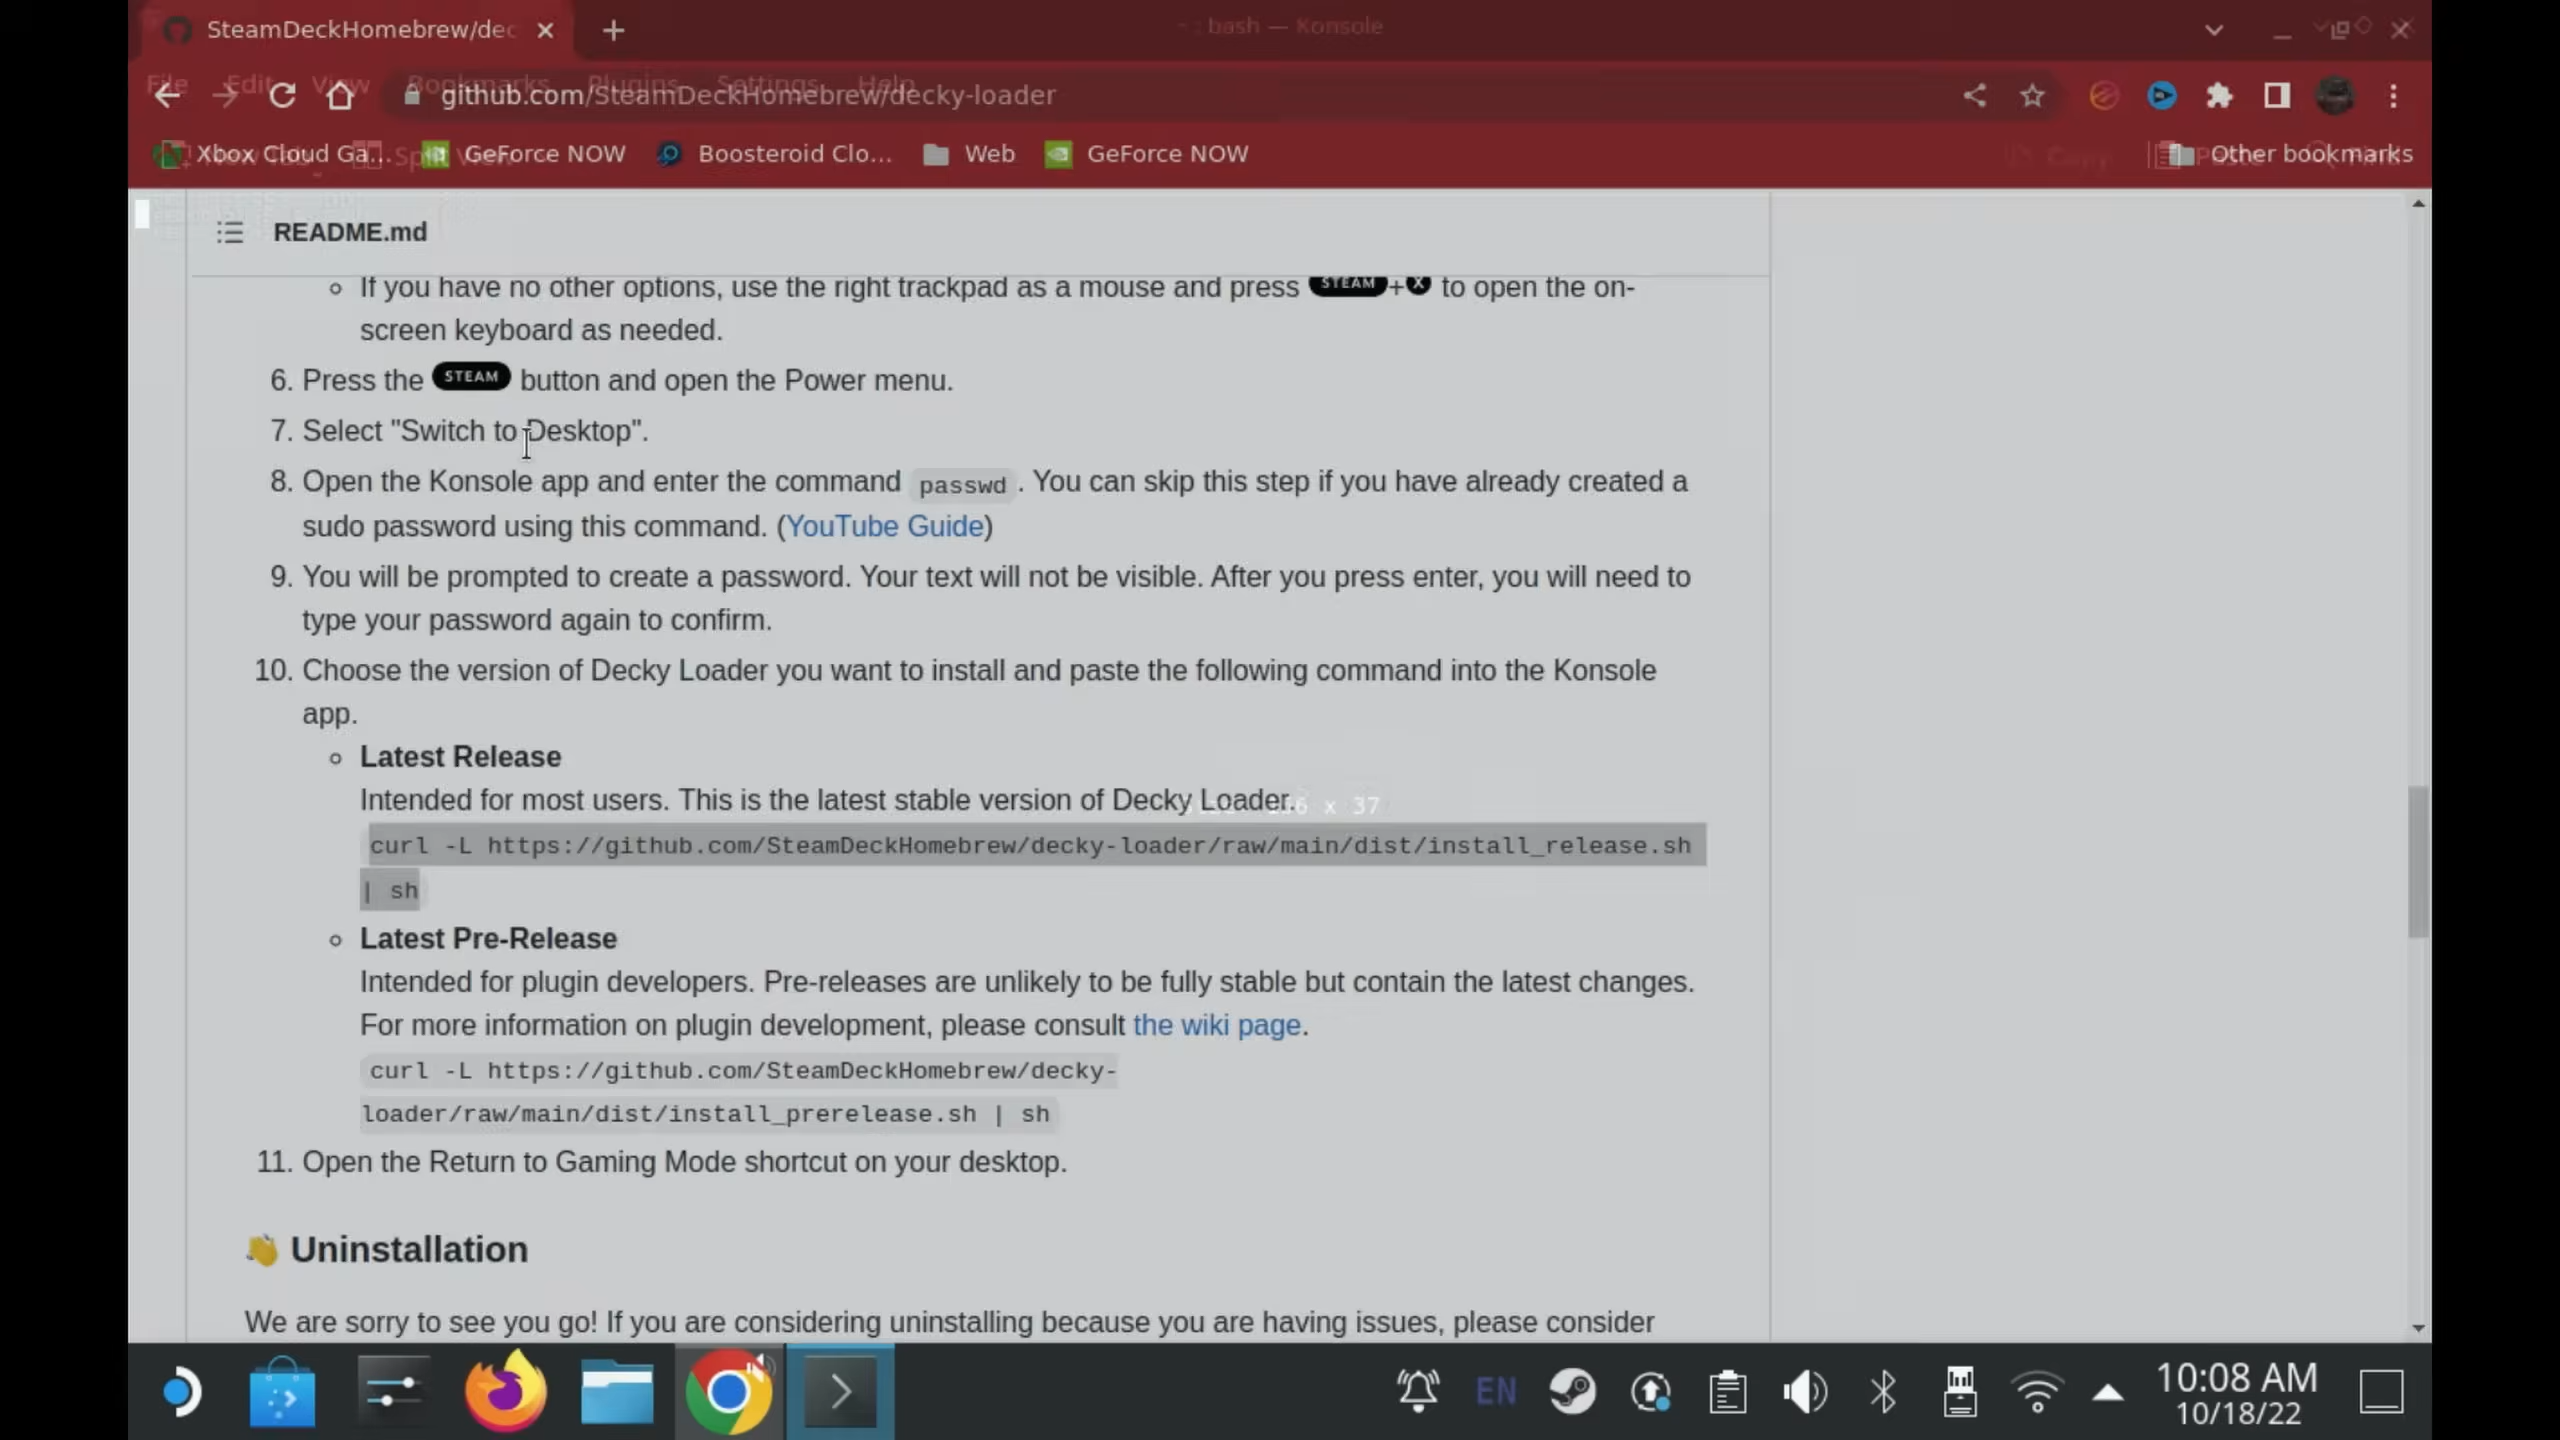 SteamDeckHomebrew/dec
~ : bash — Konsole
File Edit View Bookmarks Plugins Settings Help
github.com/SteamDeckHomebrew/decky-loader
Xbox Cloud Ga... GeForce NOW Boosteroid Clo... Web GeForce NOW Copy Other bookmarks
README.md
If you have no other options, use the right trackpad as a mouse and press STEAM+X to open the on-
screen keyboard as needed.
6. Press the STEAM button and open the Power menu.
7. Select "Switch to Desktop".
8. Open the Konsole app and enter the command passwd. You can skip this step if you have already created a
sudo password using this command. (YouTube Guide)
9. You will be prompted to create a password. Your text will not be visible. After you press enter, you will need to
type your password again to confirm.
10. Choose the version of Decky Loader you want to install and paste the following command into the Konsole
app.
Latest Release
Intended for most users. This is the latest stable version of Decky Loader.
x 37
curl -L https://github.com/SteamDeckHomebrew/decky-loader/raw/main/dist/install_release.sh
| sh
Latest Pre-Release
Intended for plugin developers. Pre-releases are unlikely to be fully stable but contain the latest changes.
For more information on plugin development, please consult the wiki page.
curl -L https://github.com/SteamDeckHomebrew/decky-
loader/raw/main/dist/install_prerelease.sh | sh
11. Open the Return to Gaming Mode shortcut on your desktop.
👋 Uninstallation
We are sorry to see you go! If you are considering uninstalling because you are having issues, please consider
EN
10:08 AM
10/18/22